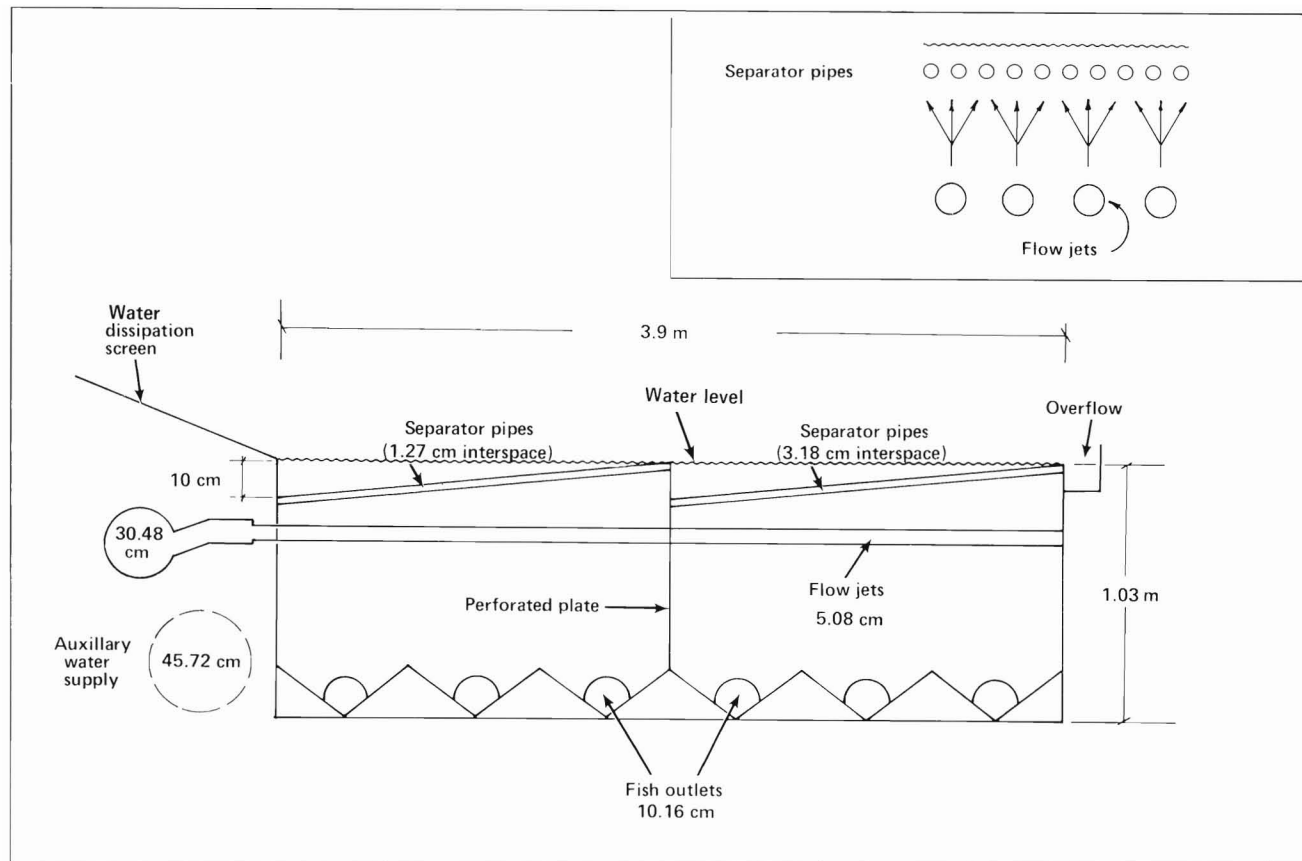 Separator pipes
Flow jets
3.9 m
Water
dissipation
screen
Water level
Overflow
Separator pipes
(1.27 cm interspace)
Separator pipes
(3.18 cm interspace)
10 cm
30.48
cm
Flow jets
5.08 cm
1.03 m
Perforated plate
Auxillary
water
supply
45.72 cm
Fish outlets
10.16 cm